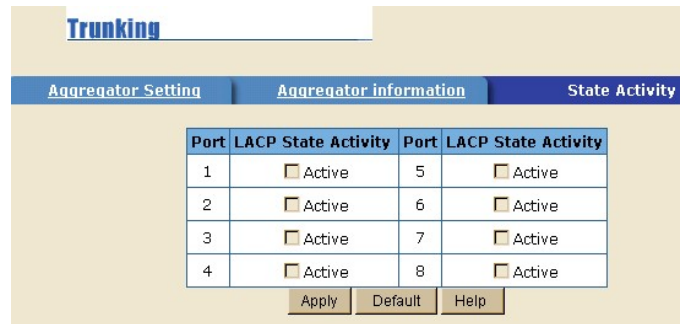 Trunking
Aggregator Setting Aggregator information State Activity
Port LACP State Activity Port LACP State Activity
1 Active 5 Active
2 Active 6 Active
3 Active 7 Active
4 Active 8 Active
Apply Default Help